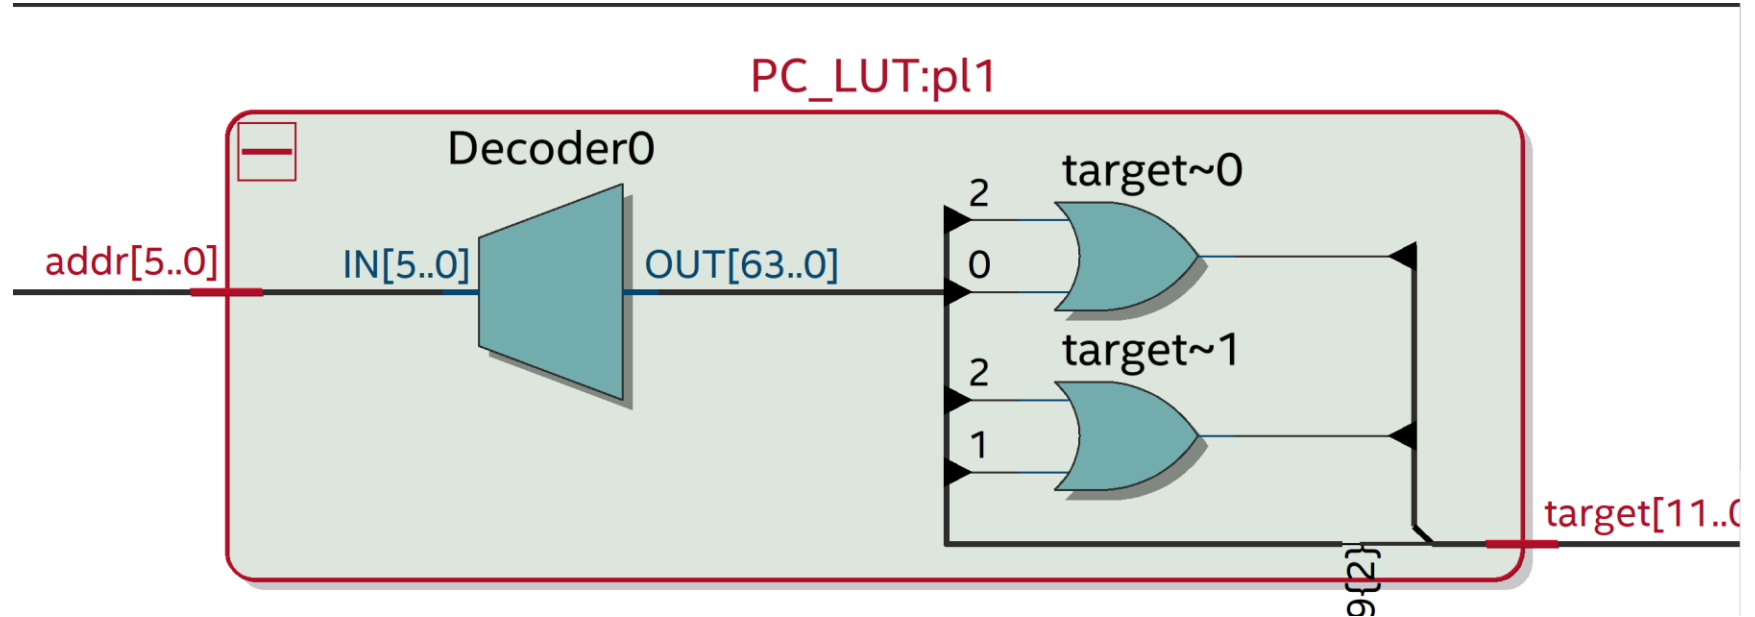 PC_LUT:pl1
Decoder0
target~0
2
addr[5..0]
IN[5..0]
OUT[63..0]
0
target~1
2
1
target[11..0
9{2}